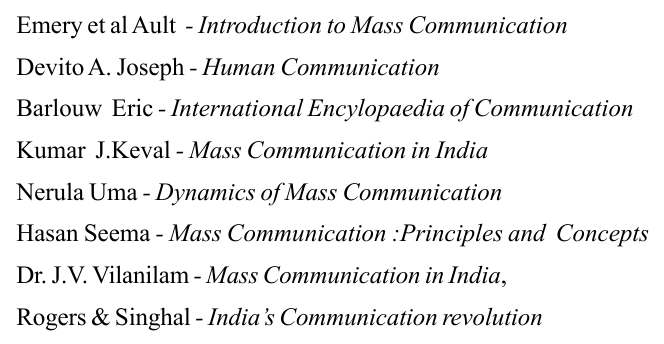 Emery et al Ault - Introduction to Mass Communication
Devito A. Joseph - Human Communication
Barlouw Eric - International Encylopaedia of Communication
Kumar J.Keval - Mass Communication in India
Nerula Uma - Dynamics of Mass Communication
Hasan Seema - Mass Communication :Principles and Concepts
Dr. J.V. Vilanilam - Mass Communication in India,
Rogers & Singhal - India's Communication revolution